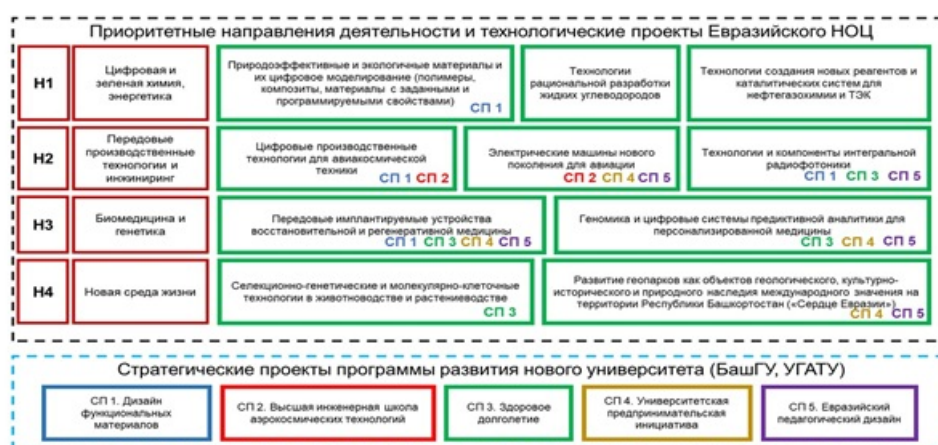 Приоритетные направления деятельности и технологические проекты Евразийского НОЦ
Н1
Цифровая и
зеленая химия,
энергетика
Природоэффективные и экологичные материалы и
их цифровое моделирование (полимеры,
композиты, материалы с заданными и
программируемыми свойствами)
СП 1
Технологии
рациональной разработки
жидких углеводородов
Технологии создания новых реагентов и
каталитических систем для
нефтегазохимии и ТЭК
Н2
Передовые
производственные
технологии и
инжиниринг
Цифровые производственные
технологии для авиакосмической
техники
СП 1 СП 2
Электрические машины нового
поколения для авиации
СП 2 СП 4 СП 5
Технологии и компоненты интегральной
радиофотоники
СП 1 СП 3 СП 5
Н3
Биомедицина и
генетика
Передовые имплантируемые устройства
восстановительной и регенеративной медицины
СП 1 СП 3 СП 4 СП 5
Геномика и цифровые системы предиктивной аналитики для
персонализированной медицины
СП 3 СП 4 СП 5
Н4
Новая среда жизни
Селекционно-генетические и молекулярно-клеточные
технологии в животноводстве и растениеводстве
СП 3
Развитие геопарков как объектов геологического, культурно-
исторического и природного наследия международного значения на
территории Республики Башкортостан («Сердце Евразии»)
СП 4 СП 5
Стратегические проекты программы развития нового университета (БашГУ, УГАТУ)
СП 1. Дизайн
функциональных
материалов
СП 2. Высшая инженерная школа
аэрокосмических технологий
СП 3. Здоровое
долголетие
СП 4. Университетская
предпринимательская
инициатива
СП 5. Евразийский
педагогический дизайн